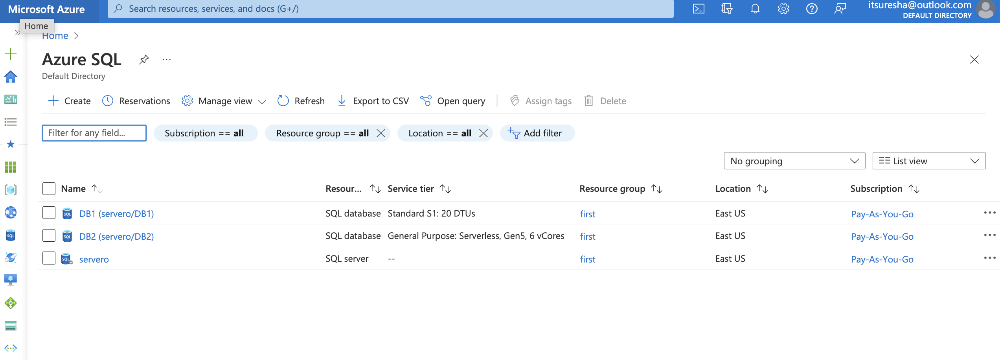 Microsoft Azure
Search resources, services, and docs (G+/)
itsuresha@outlook.com
DEFAULT DIRECTORY
Home
Home
Azure SQL
Default Directory
Create Reservations Manage view Refresh Export to CSV Open query Assign tags Delete
Filter for any field... Subscription == all Resource group == all Location == all Add filter
No grouping List view
Name Resour... Service tier Resource group Location Subscription
DB1 (servero/DB1) SQL database Standard S1: 20 DTUs first East US Pay-As-You-Go
DB2 (servero/DB2) SQL database General Purpose: Serverless, Gen5, 6 vCores first East US Pay-As-You-Go
servero SQL server -- first East US Pay-As-You-Go